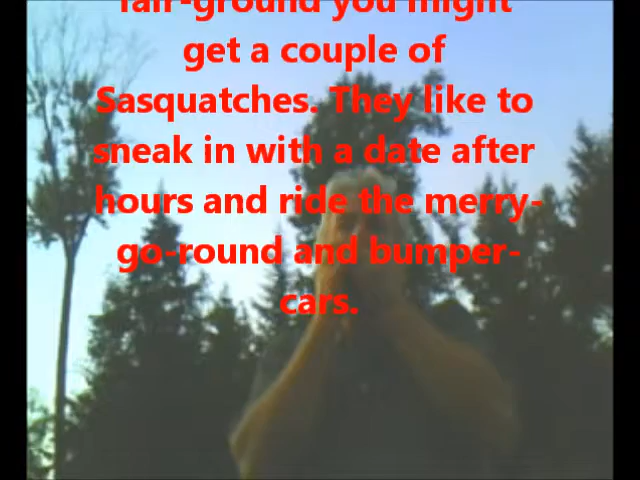 fair-ground you might
get a couple of
Sasquatches. They like to
sneak in with a date after
hours and ride the merry-
go-round and bumper-
cars.